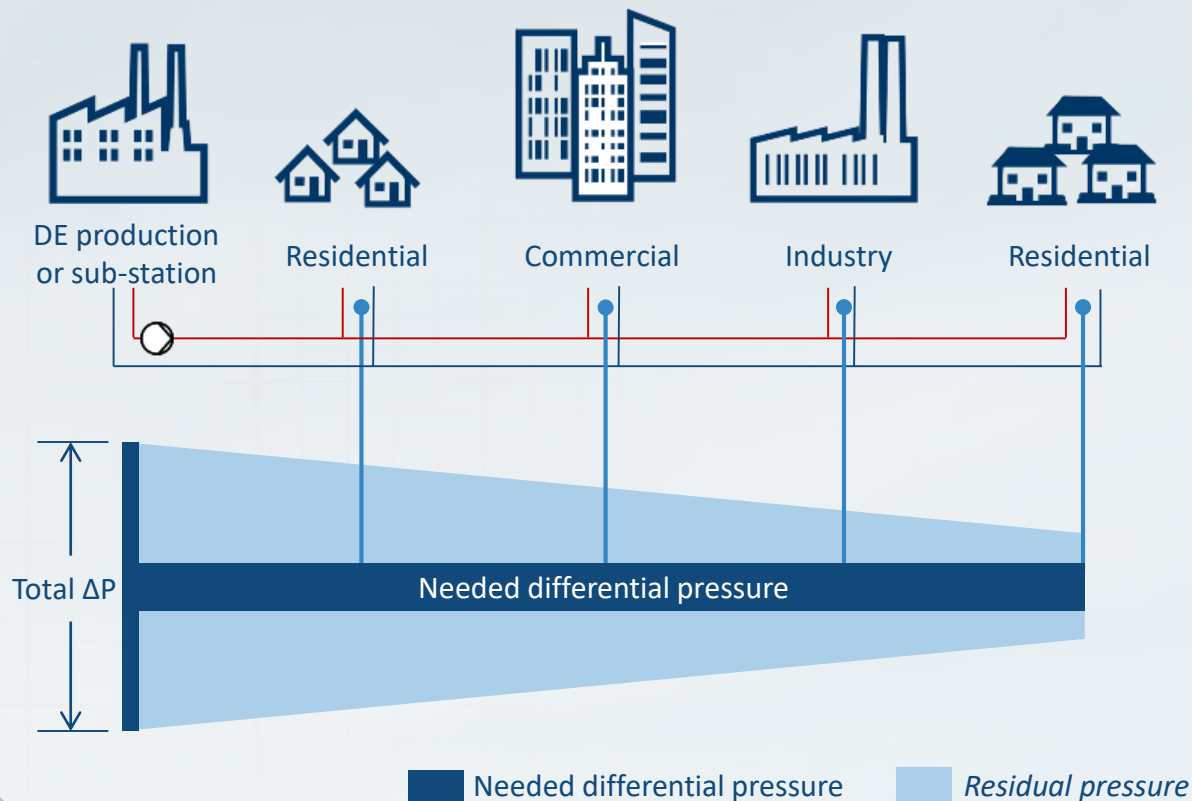 DE production
or sub-station
Residential
Commercial
Industry
Residential
Total ΔP
Needed differential pressure
Needed differential pressure
Residual pressure